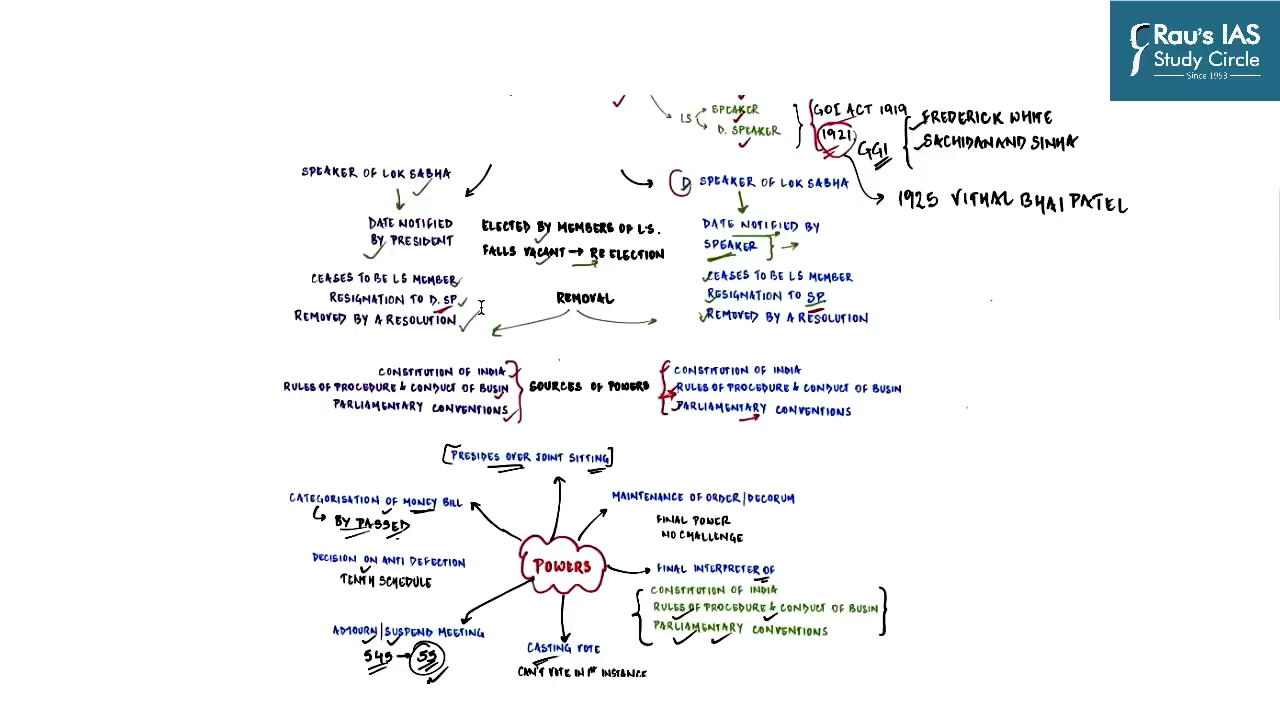 Rau's IAS
Study Circle
Since 1953
LS
SPEAKER
D. SPEAKER
GOI ACT 1919
1921
GGI
FREDERICK WHITE
SACHIDANAND SINHA
1925 VITHAL BHAI PATEL
SPEAKER OF LOK SABHA
DATE NOTIFIED
BY PRESIDENT
ELECTED BY MEMBERS OF L.S.
FALLS VACANT → RE ELECTION
D SPEAKER OF LOK SABHA
DATE NOTIFIED BY
SPEAKER
CEASES TO BE LS MEMBER
RESIGNATION TO D. SP
REMOVED BY A RESOLUTION
REMOVAL
CEASES TO BE LS MEMBER
RESIGNATION TO SP
REMOVED BY A RESOLUTION
CONSTITUTION OF INDIA
RULES OF PROCEDURE & CONDUCT OF BUSIN
PARLIAMENTARY CONVENTIONS
SOURCES OF POWERS
CONSTITUTION OF INDIA
RULES OF PROCEDURE & CONDUCT OF BUSIN
PARLIAMENTARY CONVENTIONS
[PRESIDES OVER JOINT SITTING]
CATEGORISATION OF MONEY BILL
BY PASSED
MAINTENANCE OF ORDER/DECORUM
FINAL POWER
NO CHALLENGE
DECISION ON ANTI DEFECTION
TENTH SCHEDULE
POWERS
FINAL INTERPRETER OF
CONSTITUTION OF INDIA
RULES OF PROCEDURE & CONDUCT OF BUSIN
PARLIAMENTARY CONVENTIONS
ADJOURN/SUSPEND MEETING
545 → 55
CASTING VOTE
CAN'T VOTE IN 1st INSTANCE